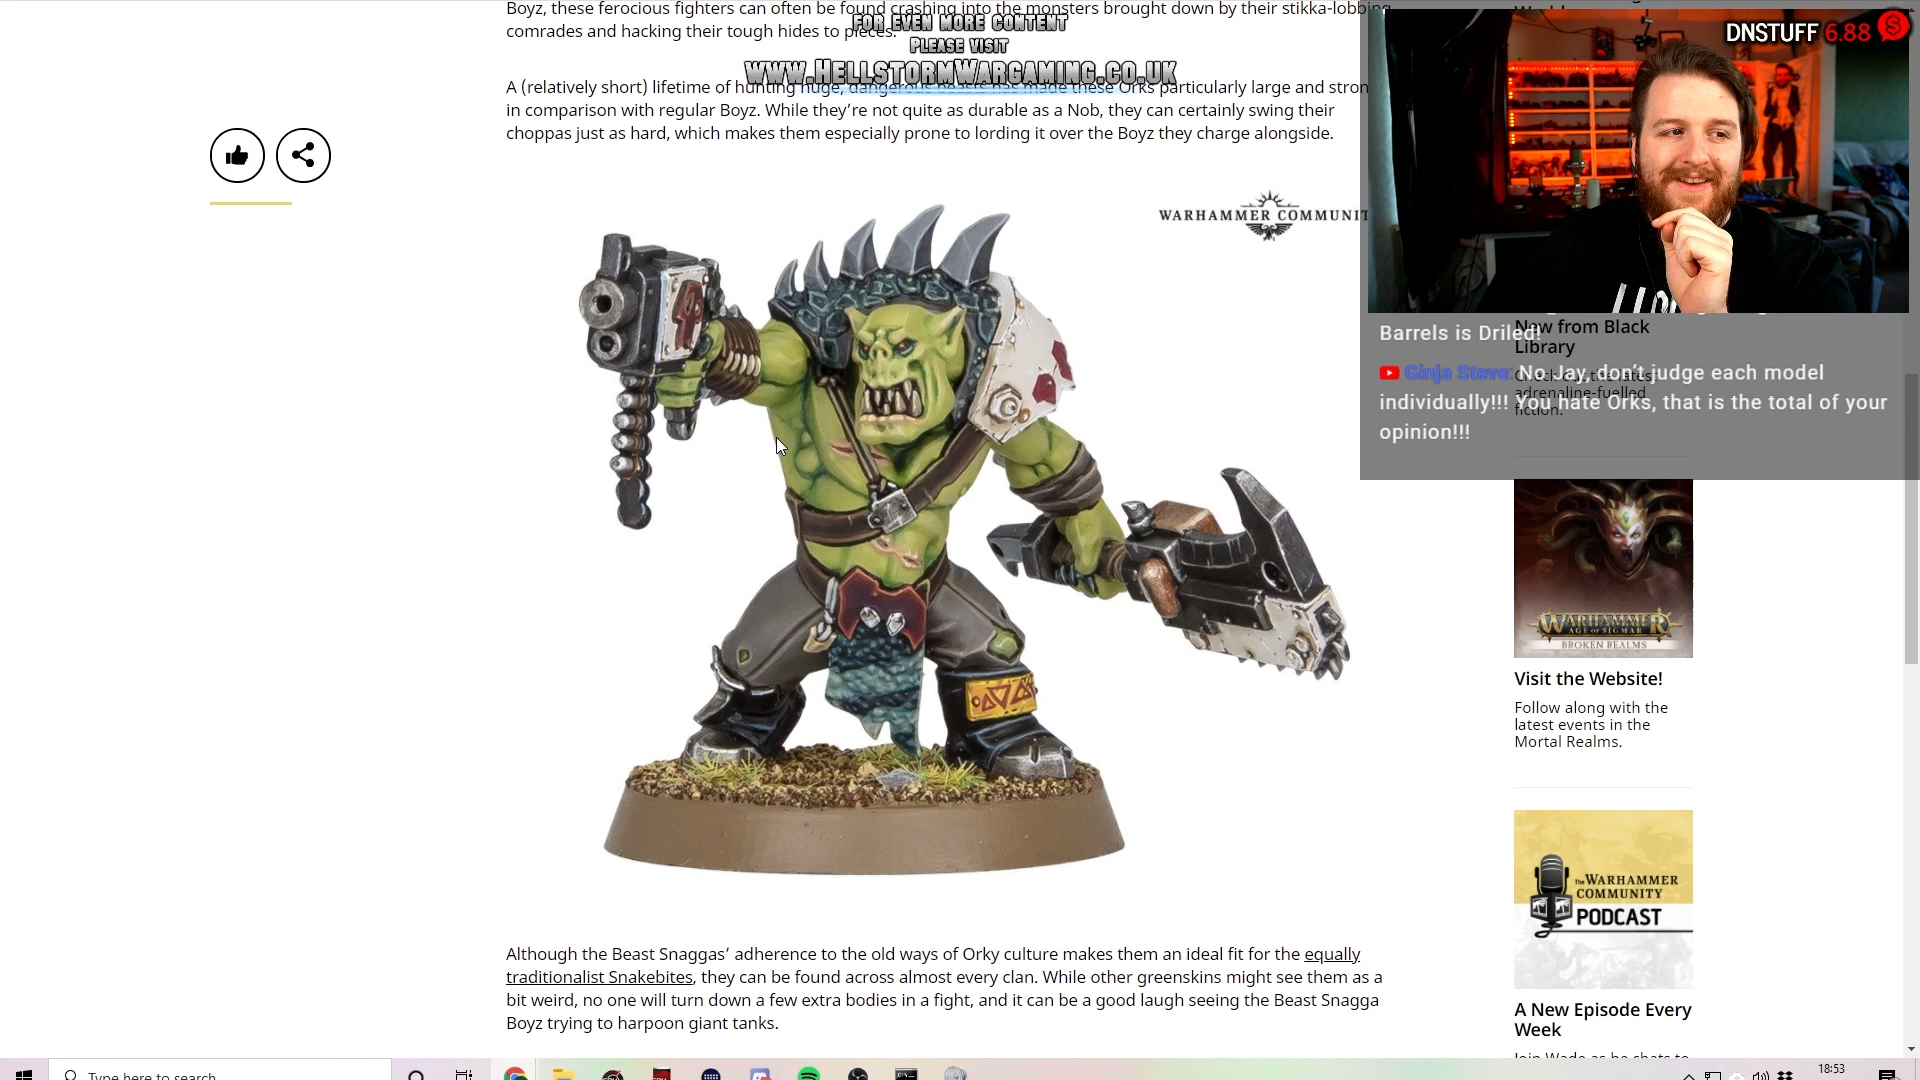 Boyz, these ferocious fighters can often be found crashing into the monsters brought down by their stikka-lobbing
comrades and hacking their tough hides to pieces.
FOR EVEN MORE CONTENT
PLEASE VISIT
WWW.HELLSTORMWARGAMING.CO.UK
DNSTUFF 6.88
A (relatively short) lifetime of hunting huge, dangerous beasts has made these Orks particularly large and stron
in comparison with regular Boyz. While they're not quite as durable as a Nob, they can certainly swing their
choppas just as hard, which makes them especially prone to lording it over the Boyz they charge alongside.
WARHAMMER COMMUNIT
Barrels is Driled!
Ginja Steve: No Jay, don't judge each model
individually!!! You hate Orks, that is the total of your
opinion!!!
New from Black
Library
adrenaline-fuelled
fiction.
WARHAMMER
AGE OF SIGMAR
BROKEN REALMS
Visit the Website!
Follow along with the
latest events in the
Mortal Realms.
The WARHAMMER
COMMUNITY
PODCAST
A New Episode Every
Week
Although the Beast Snaggas' adherence to the old ways of Orky culture makes them an ideal fit for the equally
traditionalist Snakebites, they can be found across almost every clan. While other greenskins might see them as a
bit weird, no one will turn down a few extra bodies in a fight, and it can be a good laugh seeing the Beast Snagga
Boyz trying to harpoon giant tanks.
Type here to search
18:53